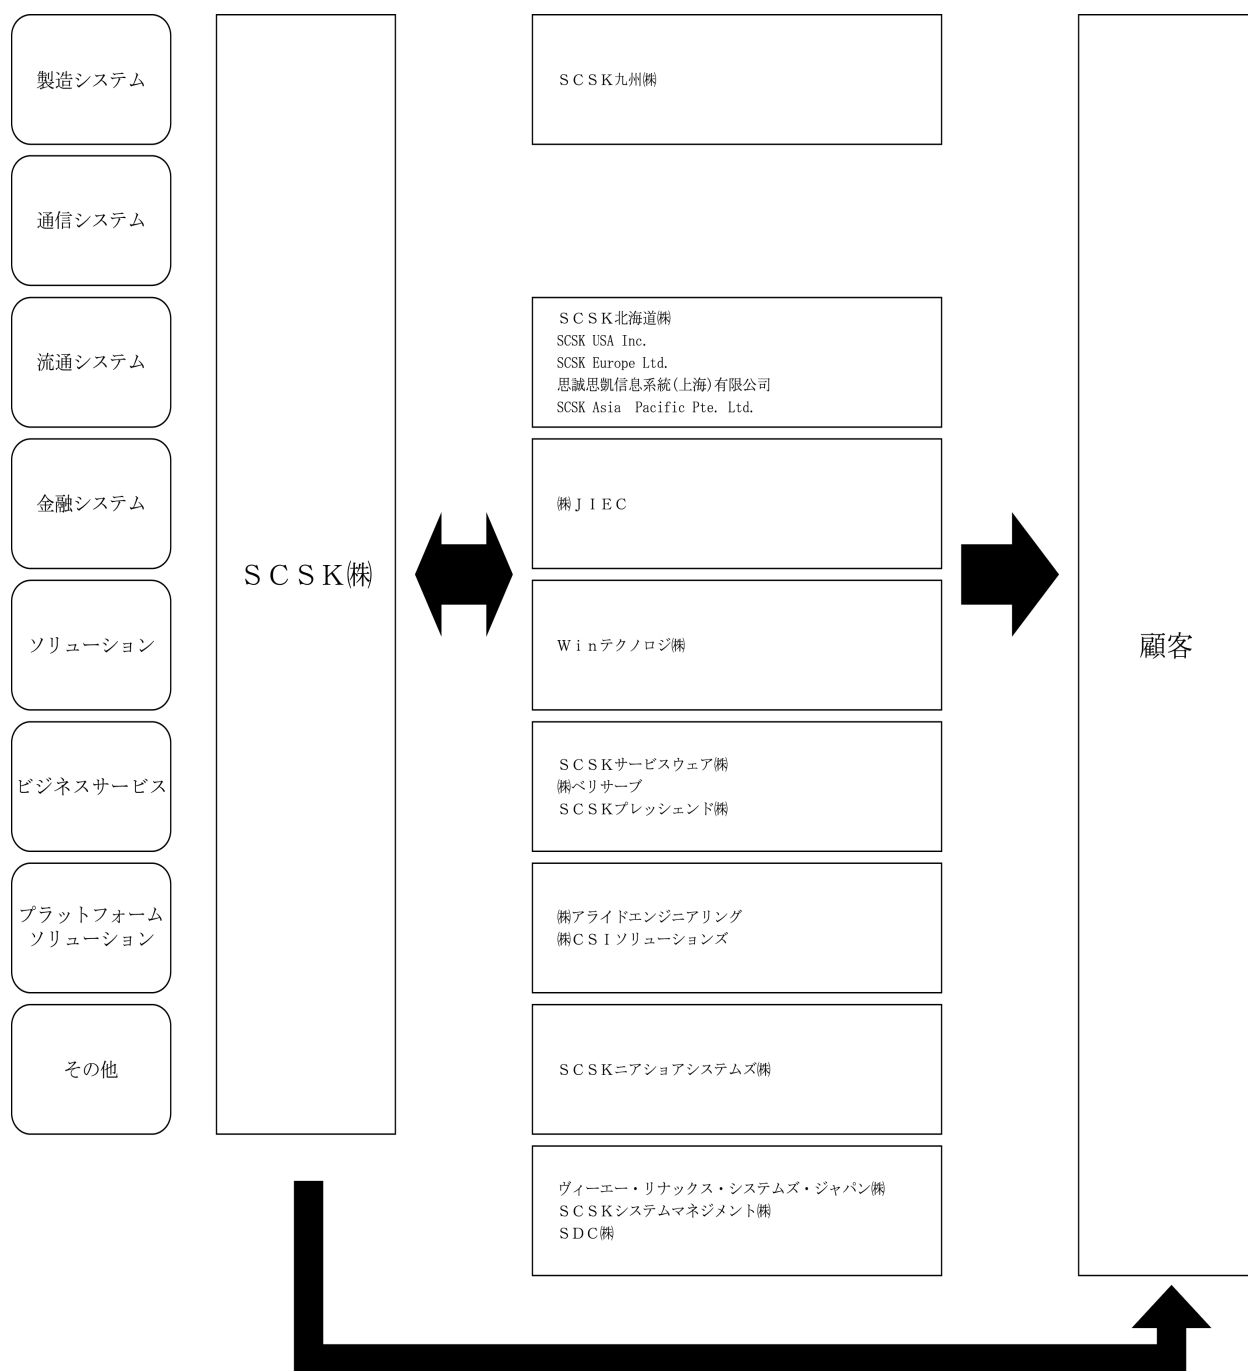 製造システム
ＳＣＳＫ九州㈱
通信システム
流通システム
ＳＣＳＫ北海道㈱
SCSK USA Inc.
SCSK Europe Ltd.
思誠思凱信息系統(上海)有限公司
SCSK Asia　Pacific Pte. Ltd.
金融システム
㈱ＪＩＥＣ
ＳＣＳＫ㈱
顧客
ソリューション
Ｗｉｎテクノロジ㈱
ビジネスサービス
ＳＣＳＫサービスウェア㈱
㈱ベリサーブ
ＳＣＳＫプレッシェンド㈱
プラットフォーム
ソリューション
㈱アライドエンジニアリング
㈱ＣＳＩソリューションズ
その他
ＳＣＳＫニアショアシステムズ㈱
ヴィーエー・リナックス・システムズ・ジャパン㈱
ＳＣＳＫシステムマネジメント㈱
ＳＤＣ㈱